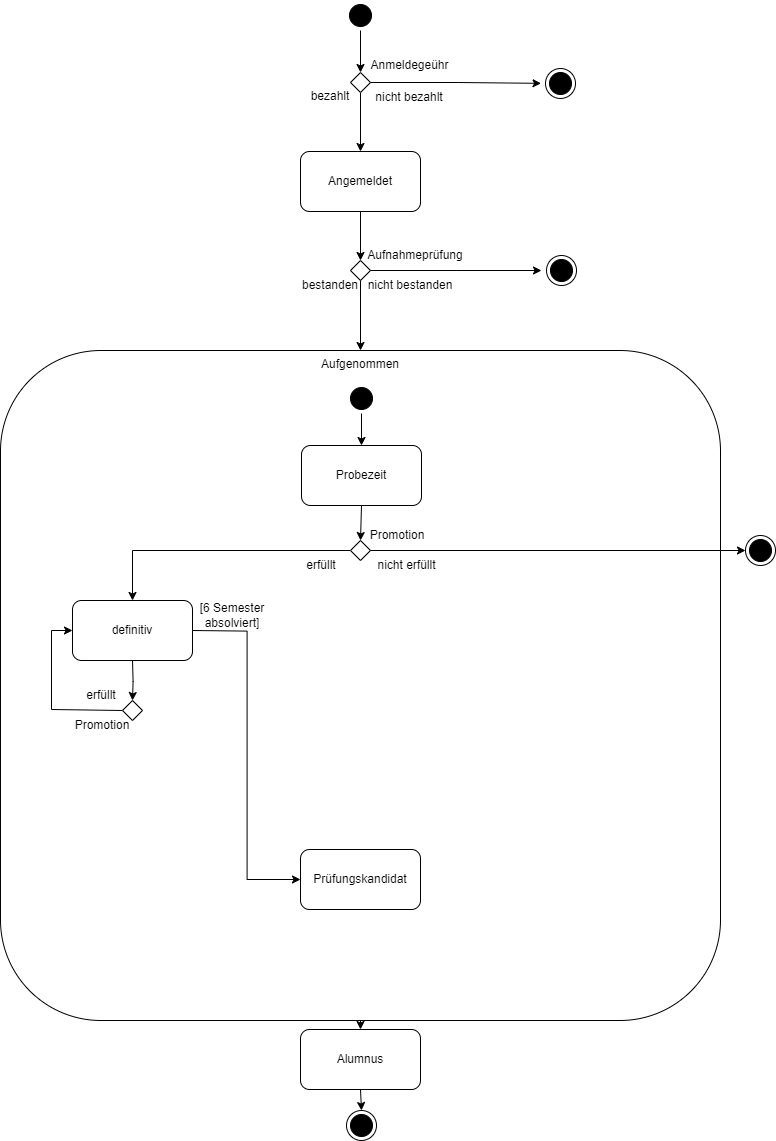 Anmeldegeühr
bezahlt
nicht bezahlt
Angemeldet
Aufnahmeprüfung
bestanden
nicht bestanden
Aufgenommen
Probezeit
Promotion
erfüllt
nicht erfüllt
[6 Semester
absolviert]
definitiv
erfüllt
Promotion
Prüfungskandidat
Alumnus